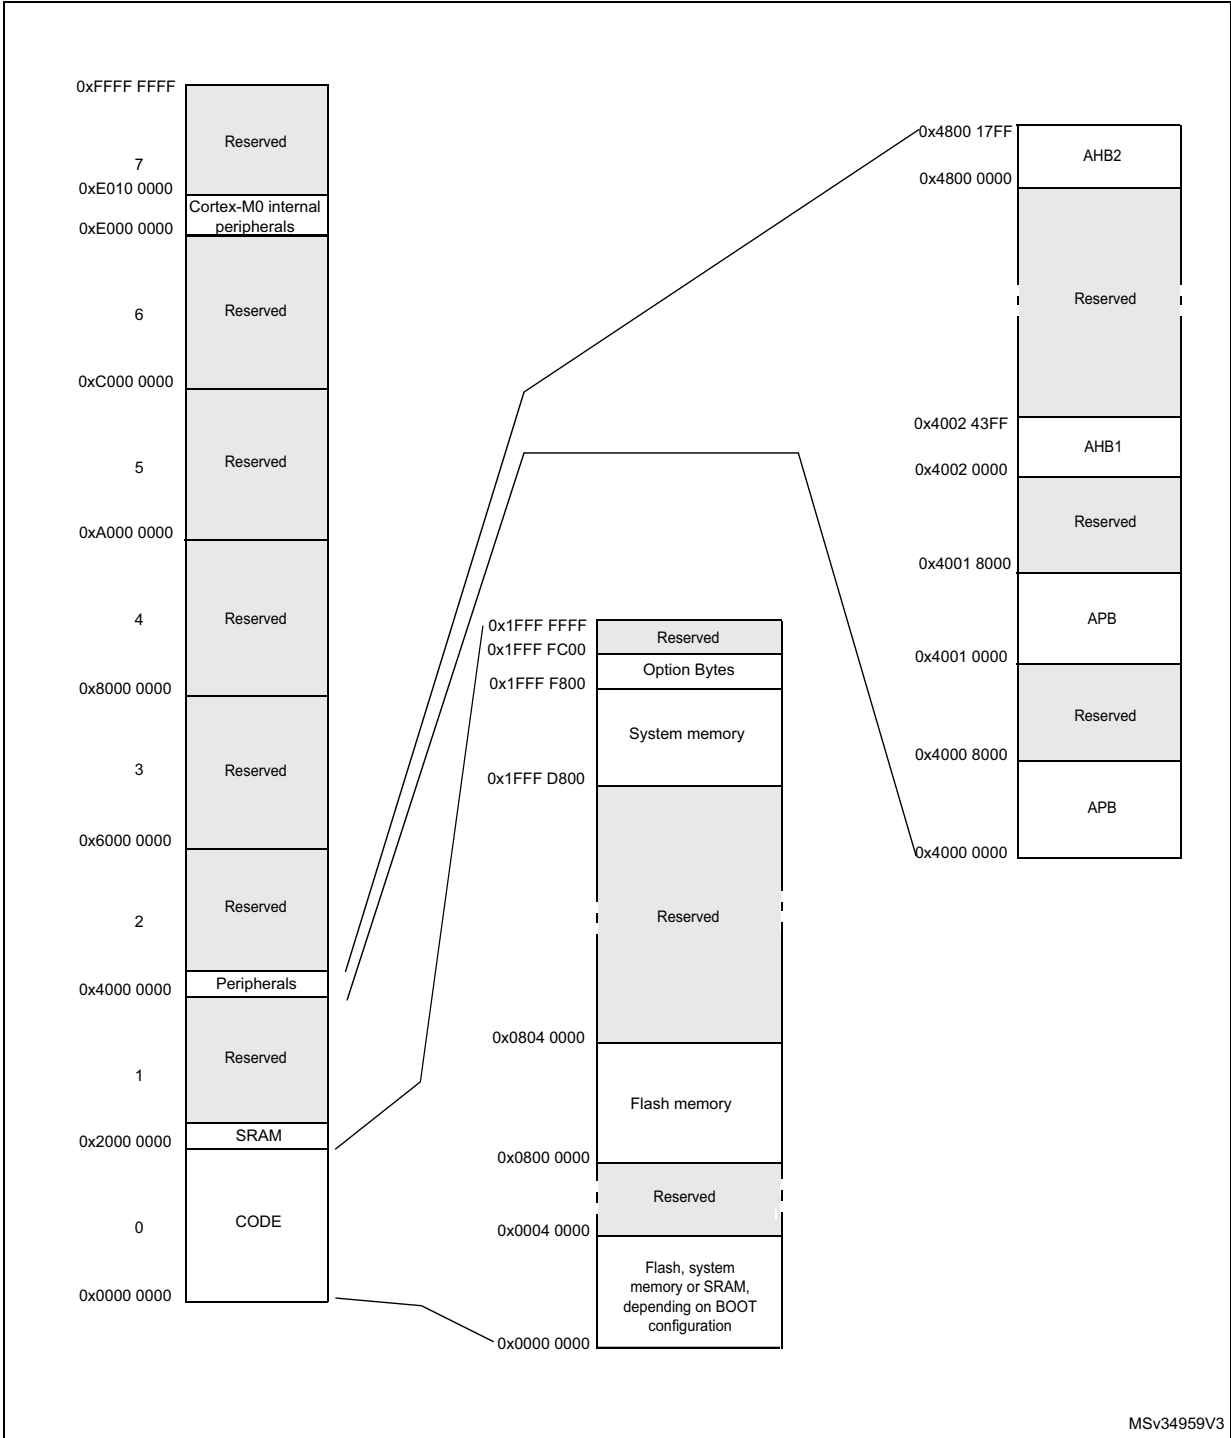 0xFFFF FFFF
Reserved
7
0xE010 0000
Cortex-M0 internal
peripherals
0xE000 0000
Reserved
6
0xC000 0000
Reserved
5
0xA000 0000
Reserved
4
0x8000 0000
Reserved
3
0x6000 0000
Reserved
2
Peripherals
0x4000 0000
Reserved
1
SRAM
0x2000 0000
CODE
0
0x0000 0000
0x1FFF FFFF
Reserved
0x1FFF FC00
Option Bytes
0x1FFF F800
System memory
0x1FFF D800
Reserved
0x0804 0000
Flash memory
0x0800 0000
Reserved
0x0004 0000
Flash, system
memory or SRAM,
depending on BOOT
configuration
0x0000 0000
0x4800 17FF
AHB2
0x4800 0000
Reserved
0x4002 43FF
AHB1
0x4002 0000
Reserved
0x4001 8000
APB
0x4001 0000
Reserved
0x4000 8000
APB
0x4000 0000
MSv34959V3